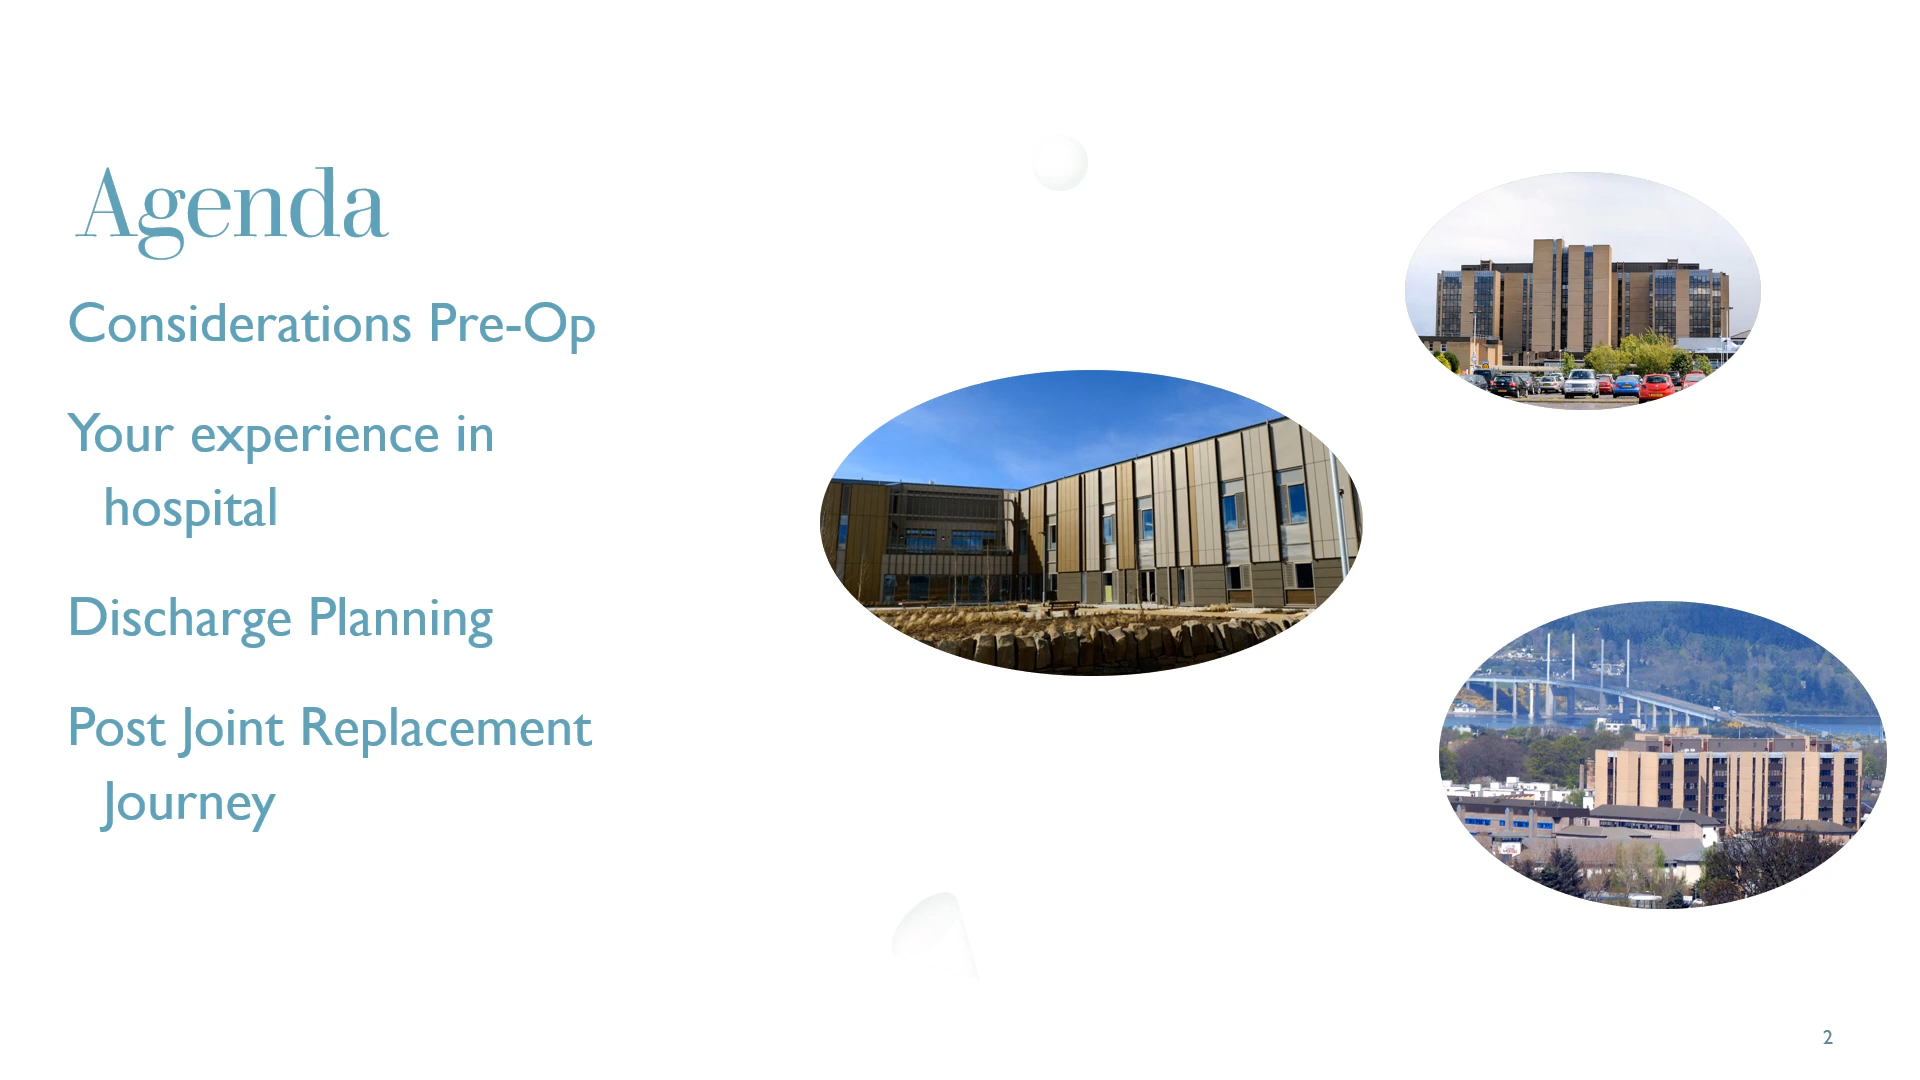 Agenda
Considerations Pre-Op
Your experience in
hospital
Discharge Planning
Post Joint Replacement
Journey
2